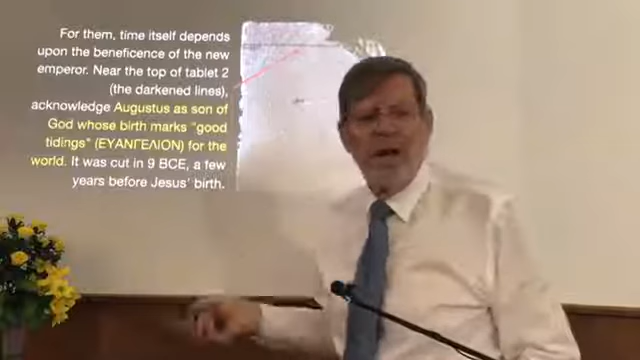 For them, time itself depends
upon the beneficence of the new
emperor. Near the top of tablet 2
(the darkened lines),
acknowledge Augustus as son of
God whose birth marks "good
tidings" (ΕΥΑΝΓΕΛΙΟΝ) for the
world. It was cut in 9 BCE, a few
years before Jesus' birth.